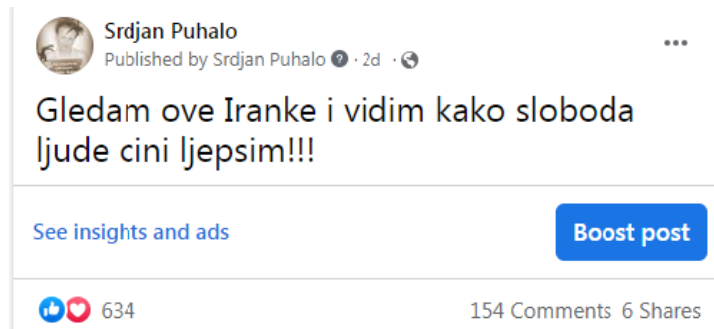 Srdjan Puhalo
Published by Srdjan Puhalo · 2d ·
Gledam ove Iranke i vidim kako sloboda
ljude cini ljepsim!!!
See insights and ads
Boost post
634
154 Comments 6 Shares